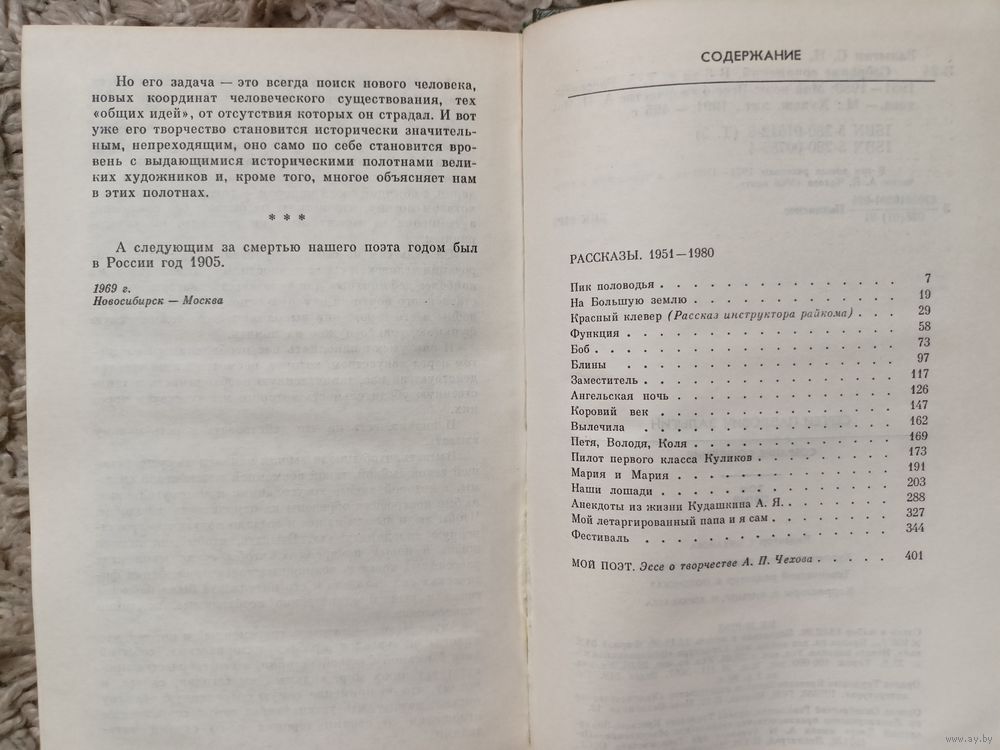 Но его задача — это всегда поиск нового человека,
новых координат человеческого существования, тех
«общих идей», от отсутствия которых он страдал. И вот
уже его творчество становится исторически значитель-
ным, непреходящим, оно само по себе становится вро-
вень с выдающимися историческими полотнами вели-
ких художников и, кроме того, многое объясняет нам
в этих полотнах.
* * *
А следующим за смертью нашего поэта годом был
в России год 1905.
1969 г.
Новосибирск — Москва
СОДЕРЖАНИЕ
РАССКАЗЫ. 1951—1980
Пик половодья . . . . . . . . . . . . . . 7
На Большую землю . . . . . . . . . . . . 19
Красный клевер (Рассказ инструктора райкома) . . . 29
Функция . . . . . . . . . . . . . . . . 58
Боб . . . . . . . . . . . . . . . . . . 73
Блины . . . . . . . . . . . . . . . . . 97
Заместитель . . . . . . . . . . . . . . . 117
Ангельская ночь . . . . . . . . . . . . . 126
Коровий век . . . . . . . . . . . . . . . 147
Вылечила . . . . . . . . . . . . . . . . 162
Петя, Володя, Коля . . . . . . . . . . . . 169
Пилот первого класса Куликов . . . . . . . . 173
Мария и Мария . . . . . . . . . . . . . . 191
Наши лошади . . . . . . . . . . . . . . . 203
Анекдоты из жизни Кудашкина А. Я. . . . . . . 288
Мой летаргированный папа и я сам . . . . . . . 327
Фестиваль . . . . . . . . . . . . . . . . 344
МОЙ ПОЭТ. Эссе о творчестве А. П. Чехова . . . . . 401
www.ay.by